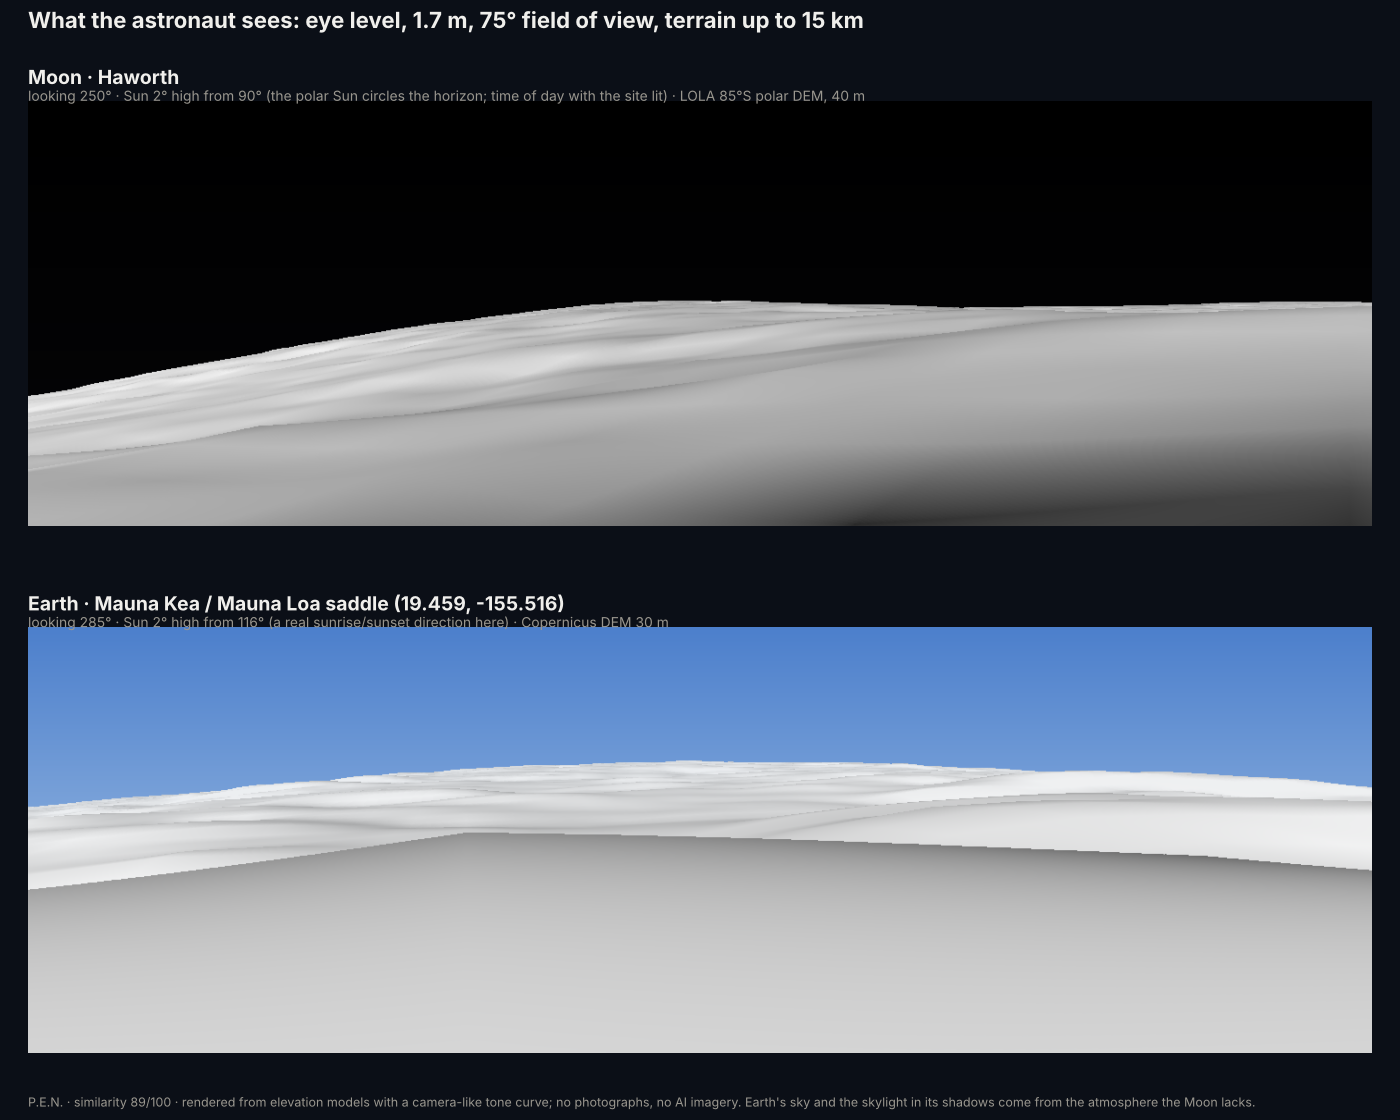 What the astronaut sees: eye level, 1.7 m, 75° field of view, terrain up to 15 km
Moon · Haworth
looking 250° · Sun 2° high from 90° (the polar Sun circles the horizon; time of day with the site lit) · LOLA 85°S polar DEM, 40 m
Earth · Mauna Kea / Mauna Loa saddle (19.459, -155.516)
looking 285° · Sun 2° high from 116° (a real sunrise/sunset direction here) · Copernicus DEM 30 m
P.E.N. · similarity 89/100 · rendered from elevation models with a camera-like tone curve; no photographs, no AI imagery. Earth's sky and the skylight in its shadows come from the atmosphere the Moon lacks.